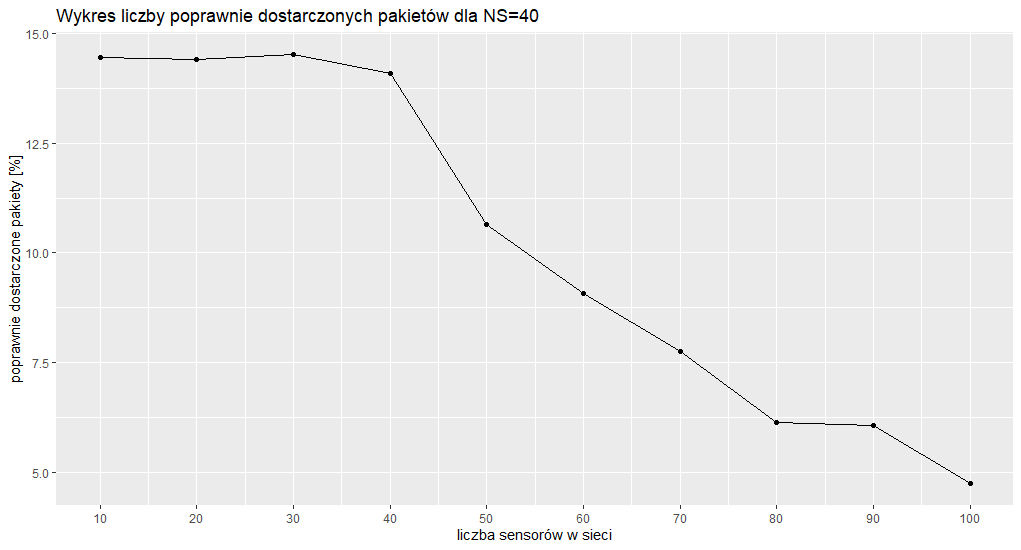 Wykres liczby poprawnie dostarczonych pakietów dla NS=40
poprawnie dostarczone pakiety [%]
15.0
12.5
10.0
7.5
5.0
10 20 30 40 50 60 70 80 90 100
liczba sensorów w sieci